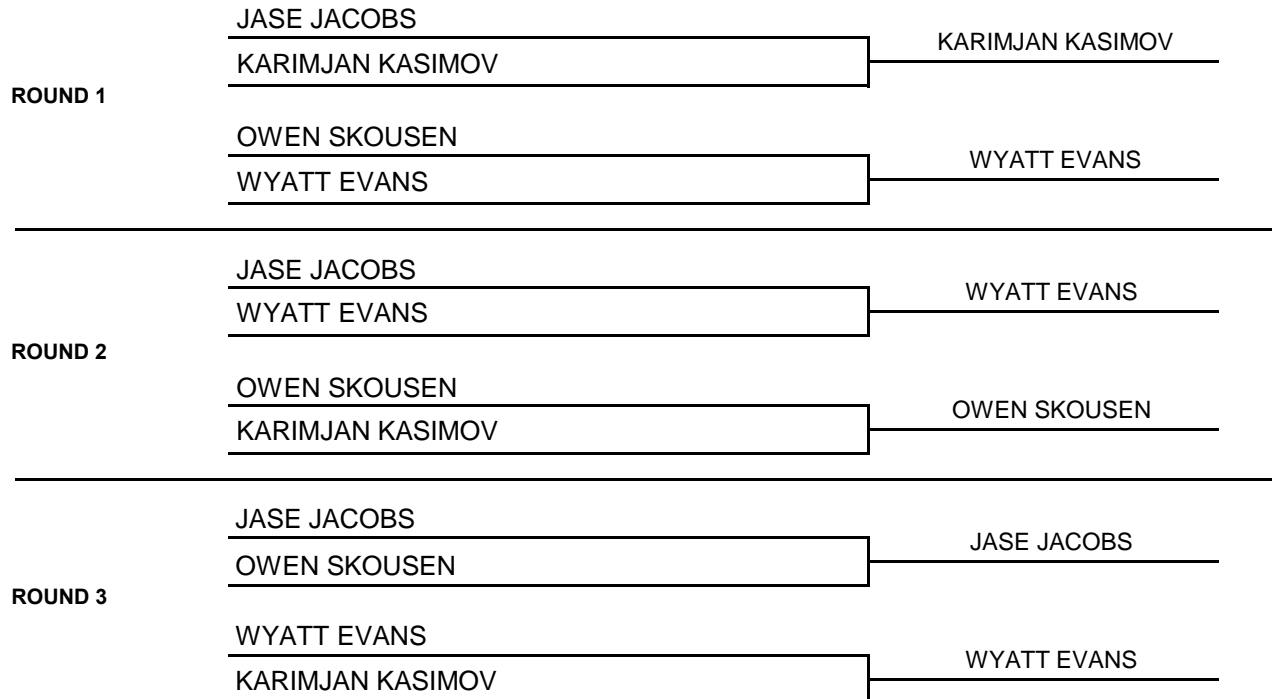 JASE JACOBS
KARIMJAN KASIMOV
KARIMJAN KASIMOV
ROUND 1
OWEN SKOUSEN
WYATT EVANS
WYATT EVANS
JASE JACOBS
WYATT EVANS
WYATT EVANS
ROUND 2
OWEN SKOUSEN
OWEN SKOUSEN
KARIMJAN KASIMOV
JASE JACOBS
JASE JACOBS
OWEN SKOUSEN
ROUND 3
WYATT EVANS
WYATT EVANS
KARIMJAN KASIMOV